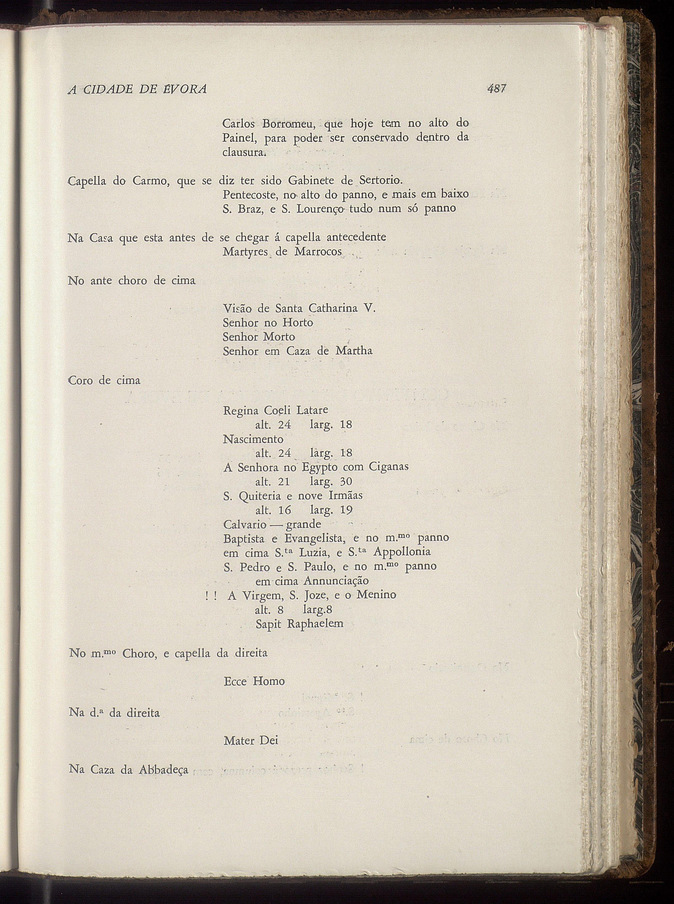 A CIDADE DE ÉVORA 487
Carlos Borromeu, que hoje tem no alto do
Painel, para poder ser conservado dentro da
clausura.
Capella do Carmo, que se diz ter sido Gabinete de Sertorio.
Pentecoste, no alto do panno, e mais em baixo
S. Braz, e S. Lourenço tudo num só panno
Na Casa que esta antes de se chegar á capella antecedente
Martyres de Marrocos
No ante choro de cima
Visão de Santa Catharina V.
Senhor no Horto
Senhor Morto
Senhor em Caza de Martha
Coro de cima
Regina Coeli Latare
alt. 24 larg. 18
Nascimento
alt. 24 larg. 18
A Senhora no Egypto com Ciganas
alt. 21 larg. 30
S. Quiteria e nove Irmãas
alt. 16 larg. 19
Calvario — grande
Baptista e Evangelista, e no m.ᵐᵒ panno
em cima S.ᵗᵃ Luzia, e S.ᵗᵃ Appollonia
S. Pedro e S. Paulo, e no m.ᵐᵒ panno
em cima Annunciação
! ! A Virgem, S. Joze, e o Menino
alt. 8 larg.8
Sapit Raphaelem
No m.ᵐᵒ Choro, e capella da direita
Ecce Homo
Na d.ª da direita
Mater Dei
Na Caza da Abbadeça